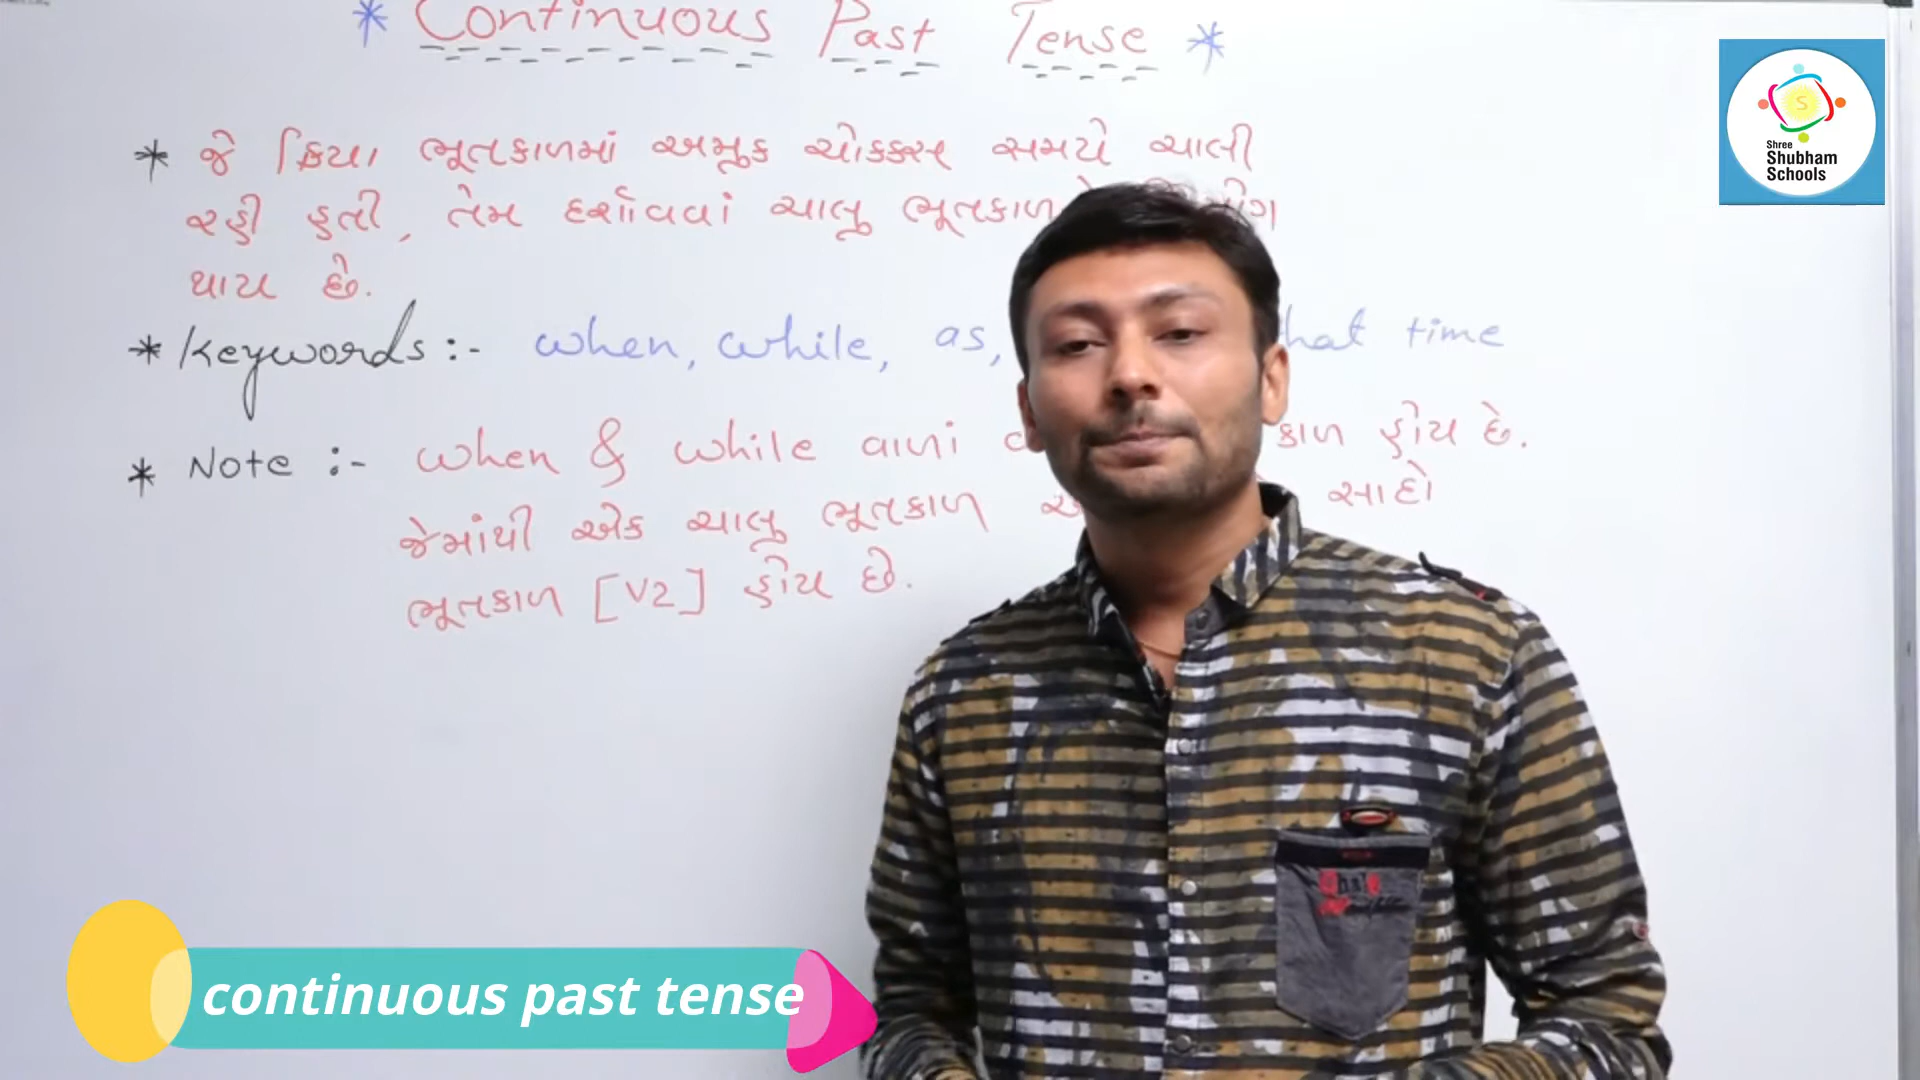 * Continuous Past Tense *
* જે ક્રિયા ભૂતકાળમાં અમુક ચોક્કસ સમયે ચાલી
રહી હતી, તેમ દર્શાવવાં ચાલુ ભૂતકાળ
થાય છે.
* Keywords :- when, while, as, that time
* Note :- when & while વાળાં કાળ હોય છે.
જેમાંથી એક ચાલુ ભૂતકાળ સાદો
ભૂતકાળ [V2] હોય છે.
Shree
Shubham
Schools
continuous past tense